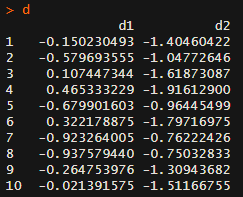 > d
d1 d2
1 -0.150230493 -1.40460422
2 -0.579693555 -1.04772646
3 0.107447344 -1.61873087
4 0.465333229 -1.91612900
5 -0.679901603 -0.96445499
6 0.322178875 -1.79716975
7 -0.923264005 -0.76222426
8 -0.937579440 -0.75032833
9 -0.264753976 -1.30943682
10 -0.021391575 -1.51166755